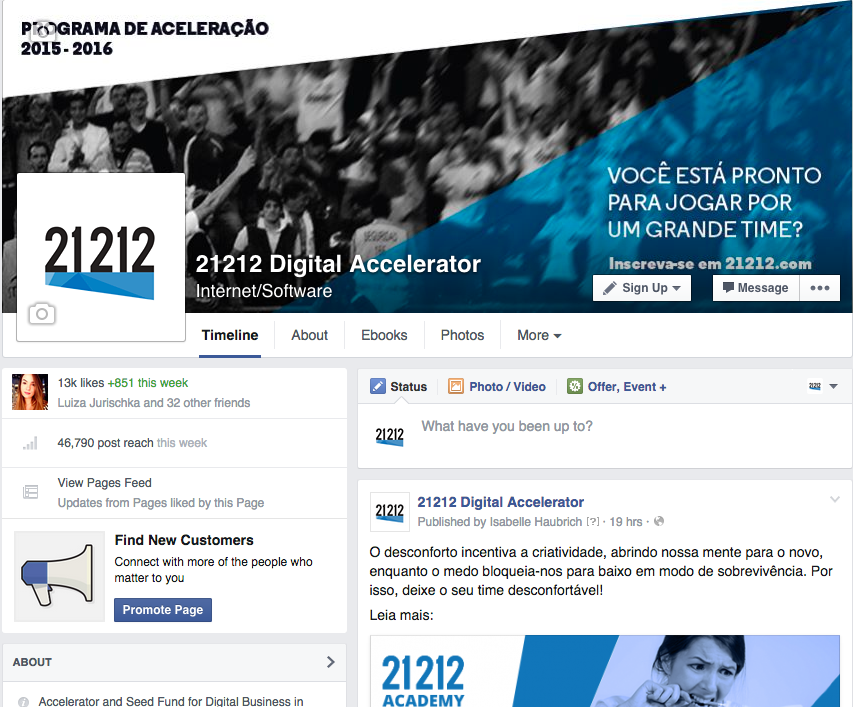 PROGRAMA DE ACELERAÇÃO
2015 - 2016
VOCÊ ESTÁ PRONTO
PARA JOGAR POR
UM GRANDE TIME?
Inscreva-se em 21212.com
21212
21212 Digital Accelerator
Internet/Software
Sign Up
Message
Timeline
About
Ebooks
Photos
More
13k likes +851 this week
Luiza Jurischka and 32 other friends
46,790 post reach this week
View Pages Feed
Updates from Pages liked by this Page
Find New Customers
Connect with more of the people who
matter to you
Promote Page
ABOUT
Accelerator and Seed Fund for Digital Business in
Status
Photo / Video
Offer, Event +
21212
21212
What have you been up to?
21212
21212 Digital Accelerator
Published by Isabelle Haubrich [?] · 19 hrs ·
O desconforto incentiva a criatividade, abrindo nossa mente para o novo,
enquanto o medo bloqueia-nos para baixo em modo de sobrevivência. Por
isso, deixe o seu time desconfortável!
Leia mais:
21212
ACADEMY